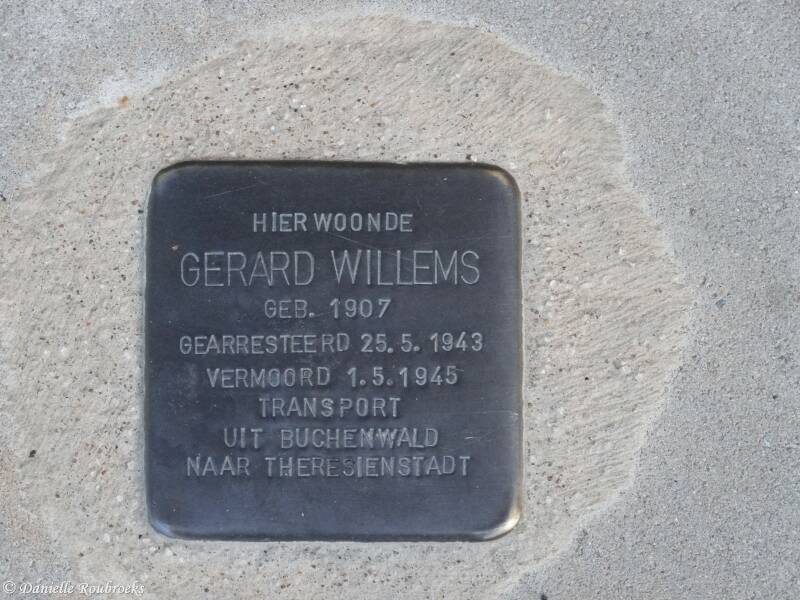 HIER WOONDE
GERARD WILLEMS
GEB. 1907
GEARRESTEERD 25.5.1943
VERMOORD 1.5.1945
TRANSPORT
UIT BUCHENWALD
NAAR THERESIENSTADT
© Daniëlle Roubroeks